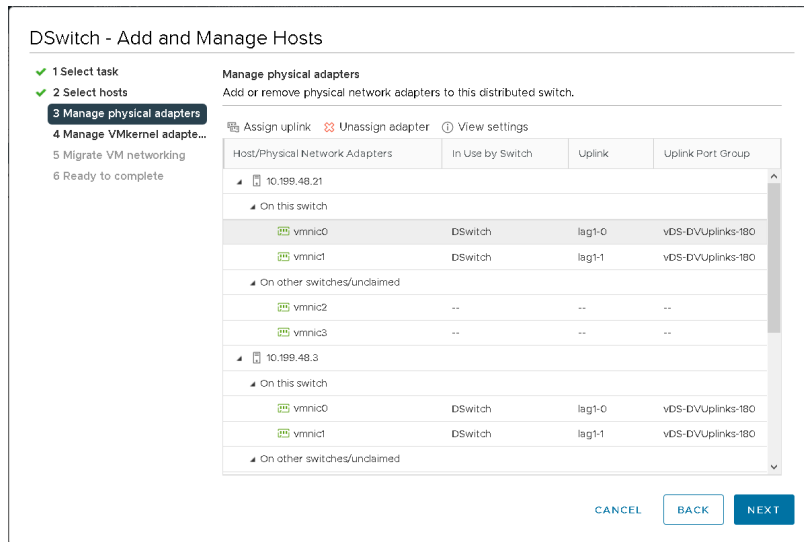 DSwitch - Add and Manage Hosts
1 Select task
2 Select hosts
3 Manage physical adapters
4 Manage VMkernel adapte...
5 Migrate VM networking
6 Ready to complete
Manage physical adapters
Add or remove physical network adapters to this distributed switch.
Assign uplink Unassign adapter View settings
Host/Physical Network Adapters In Use by Switch Uplink Uplink Port Group
10.199.48.21
On this switch
vmnic0 DSwitch lag1-0 vDS-DVUplinks-180
vmnic1 DSwitch lag1-1 vDS-DVUplinks-180
On other switches/unclaimed
vmnic2 -- -- --
vmnic3 -- -- --
10.199.48.3
On this switch
vmnic0 DSwitch lag1-0 vDS-DVUplinks-180
vmnic1 DSwitch lag1-1 vDS-DVUplinks-180
On other switches/unclaimed
CANCEL BACK NEXT